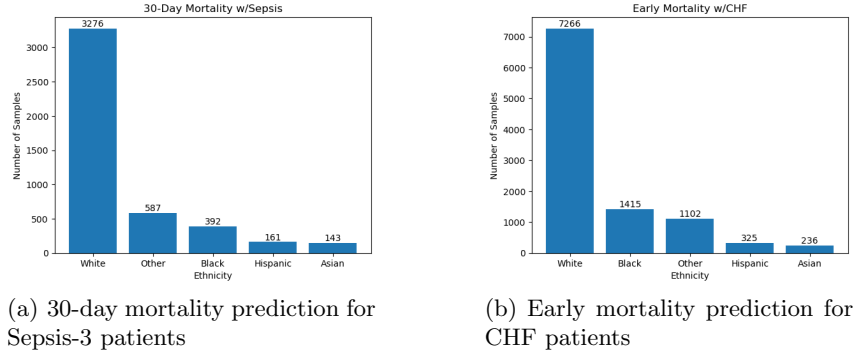 30-Day Mortality w/Sepsis
3276
3000
2500
2000
1500
1000
500
0
Number of Samples
587
392
161
143
White Other Black Hispanic Asian
Ethnicity
(a) 30-day mortality prediction for
Sepsis-3 patients
Early Mortality w/CHF
7266
7000
6000
5000
4000
3000
2000
1000
0
Number of Samples
1415
1102
325
236
White Black Other Hispanic Asian
Ethnicity
(b) Early mortality prediction for
CHF patients